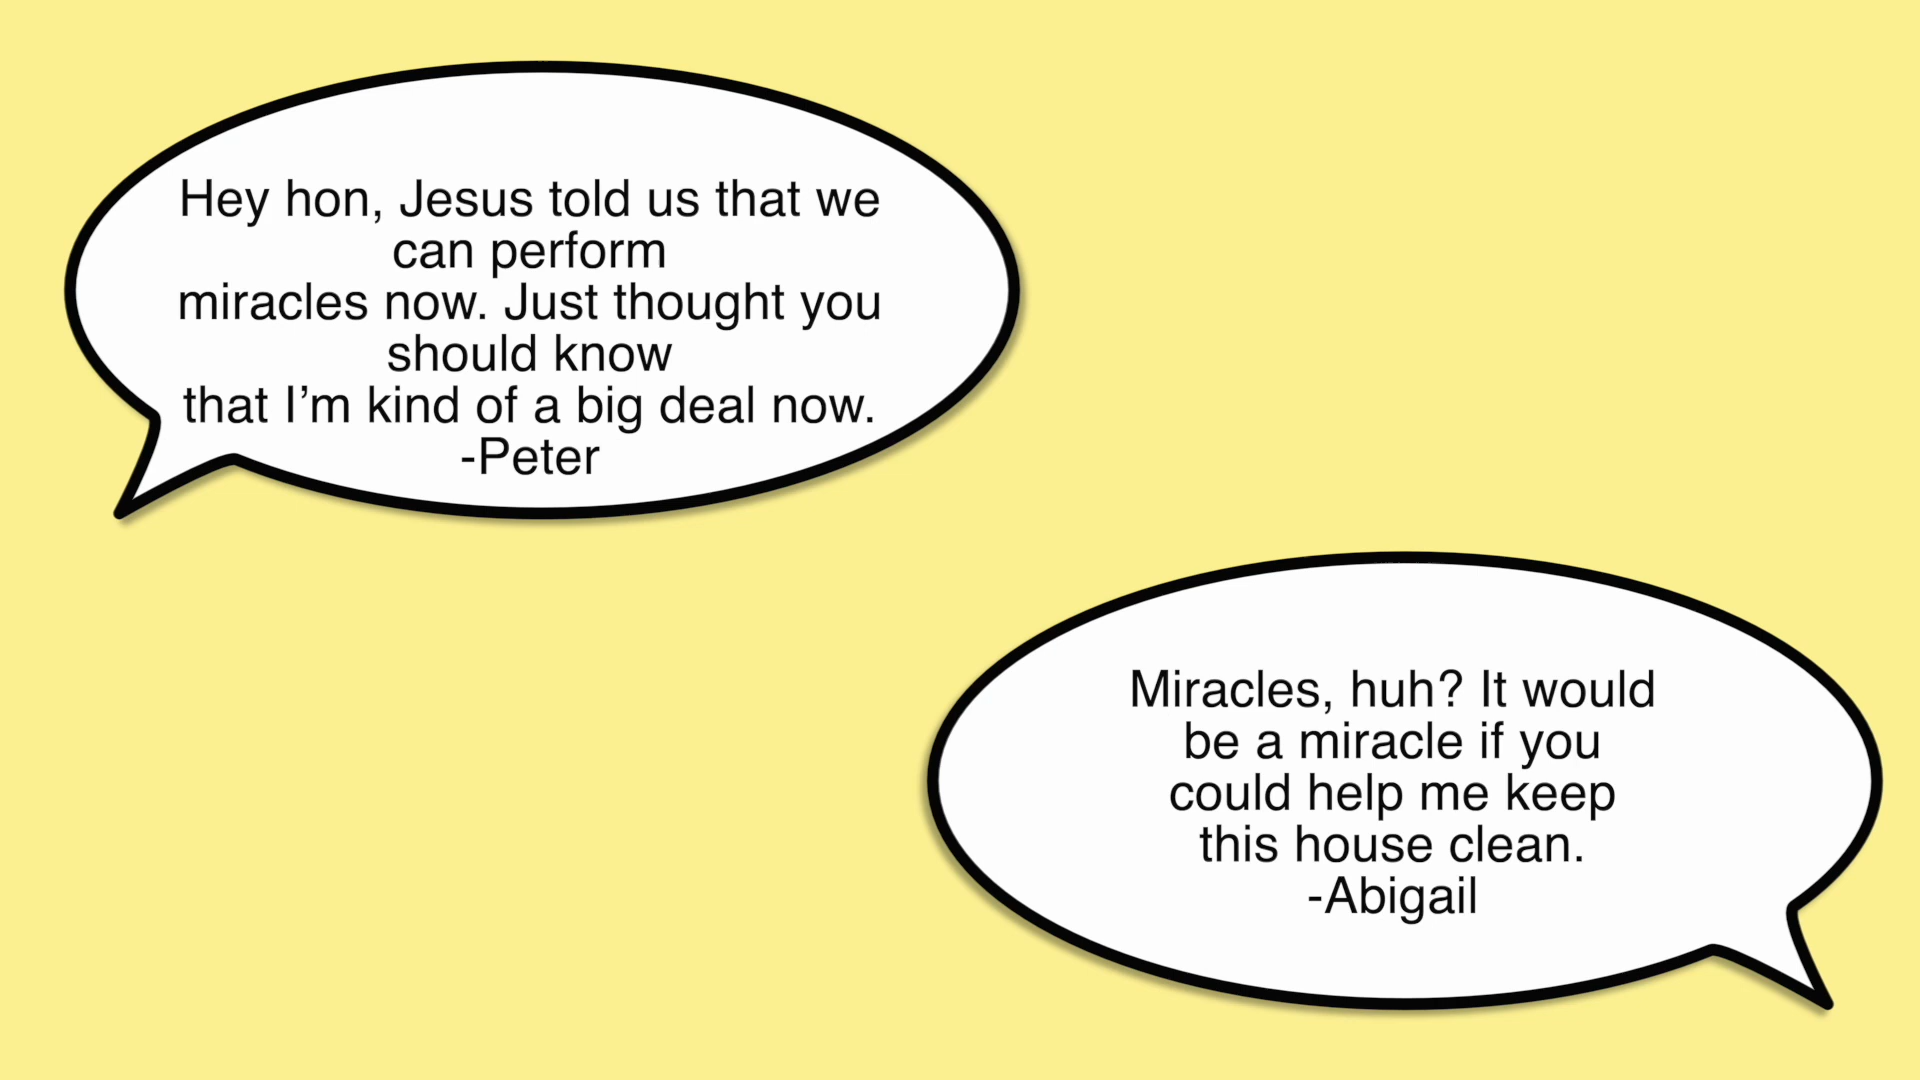 Hey hon, Jesus told us that we
can perform
miracles now. Just thought you
should know
that I’m kind of a big deal now.
-Peter
Miracles, huh? It would
be a miracle if you
could help me keep
this house clean.
-Abigail